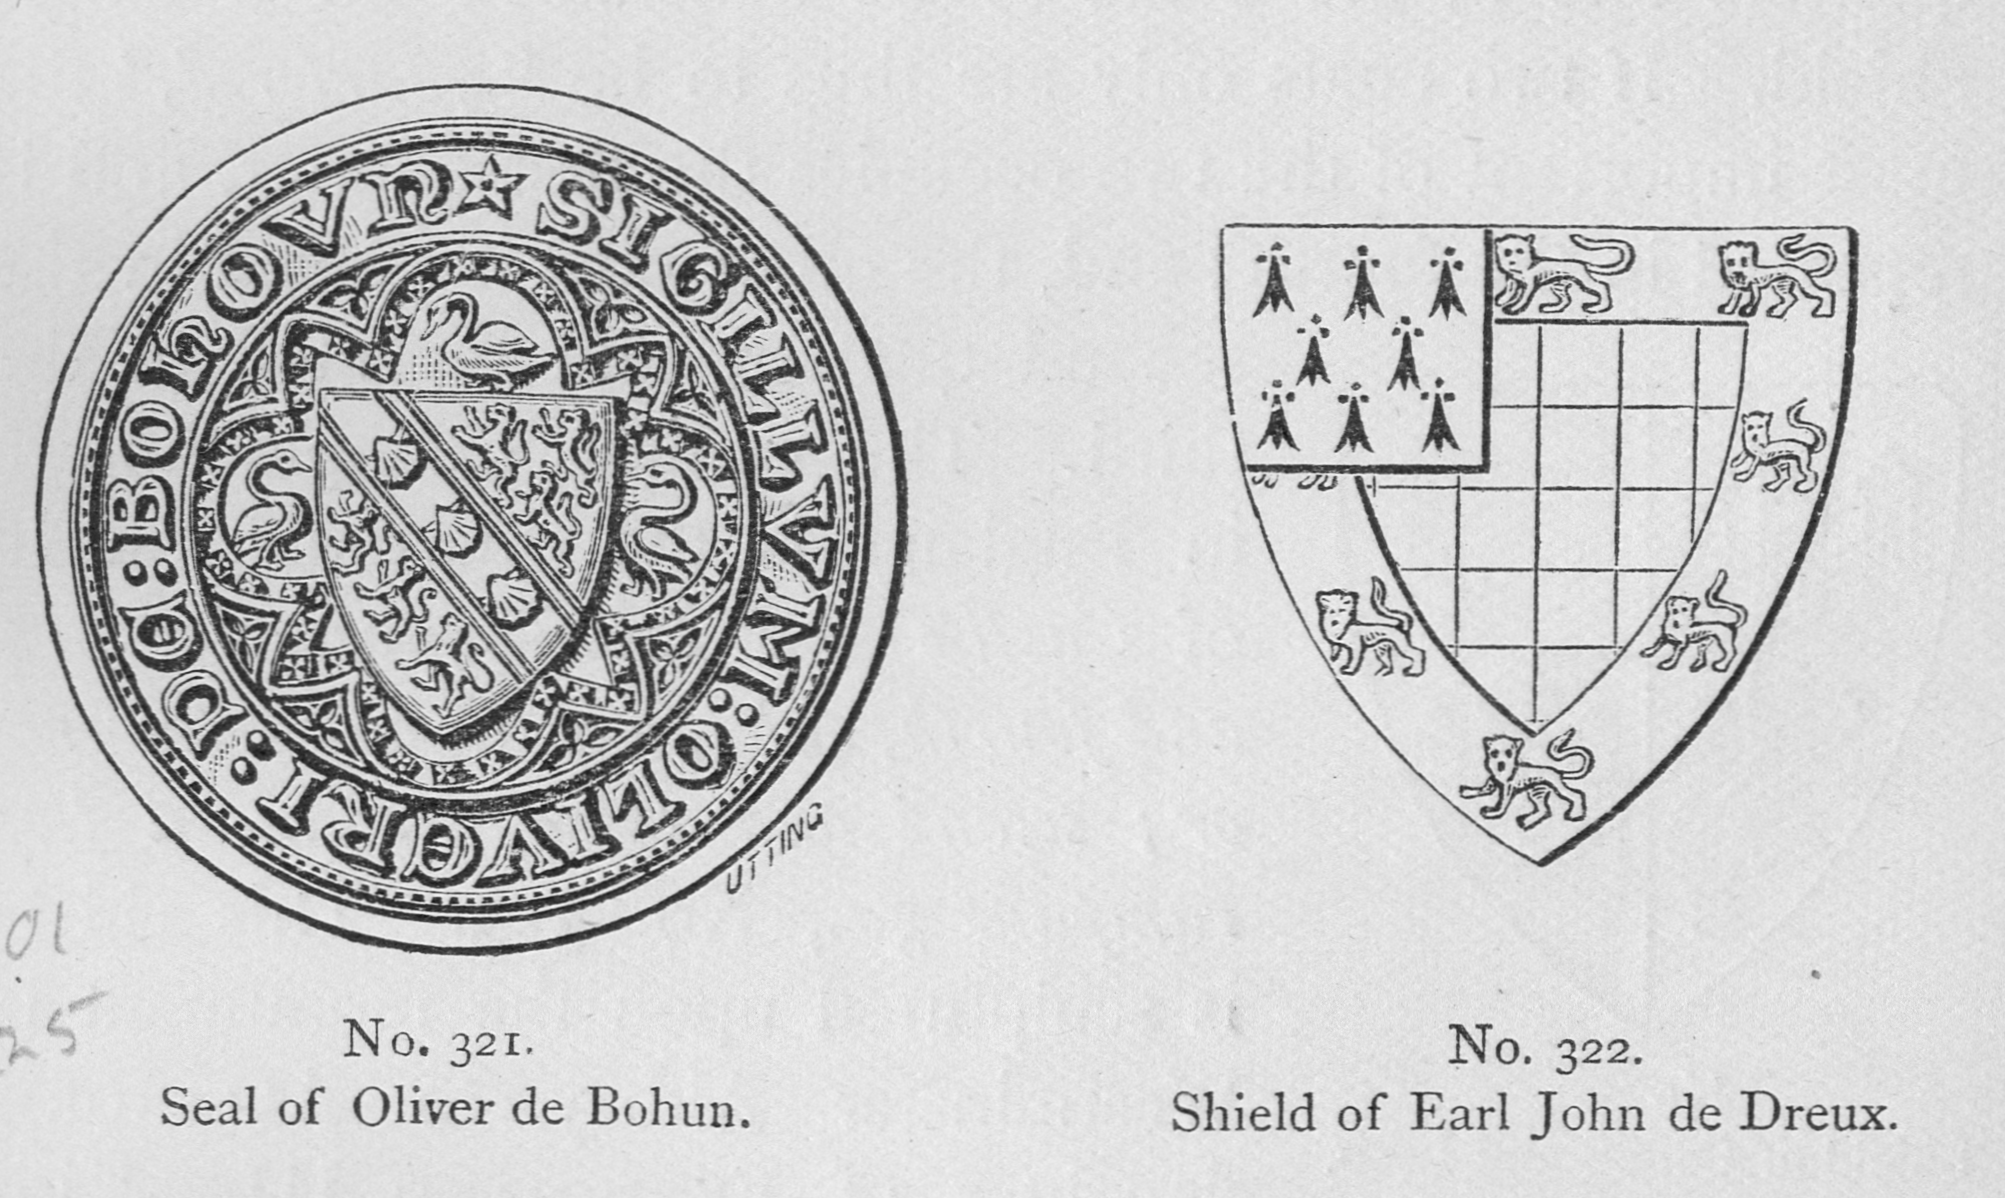 SIGILLVM : OLIVERI : DE : BOHOVN
UTTING
01
25
No. 321.
Seal of Oliver de Bohun.
No. 322.
Shield of Earl John de Dreux.